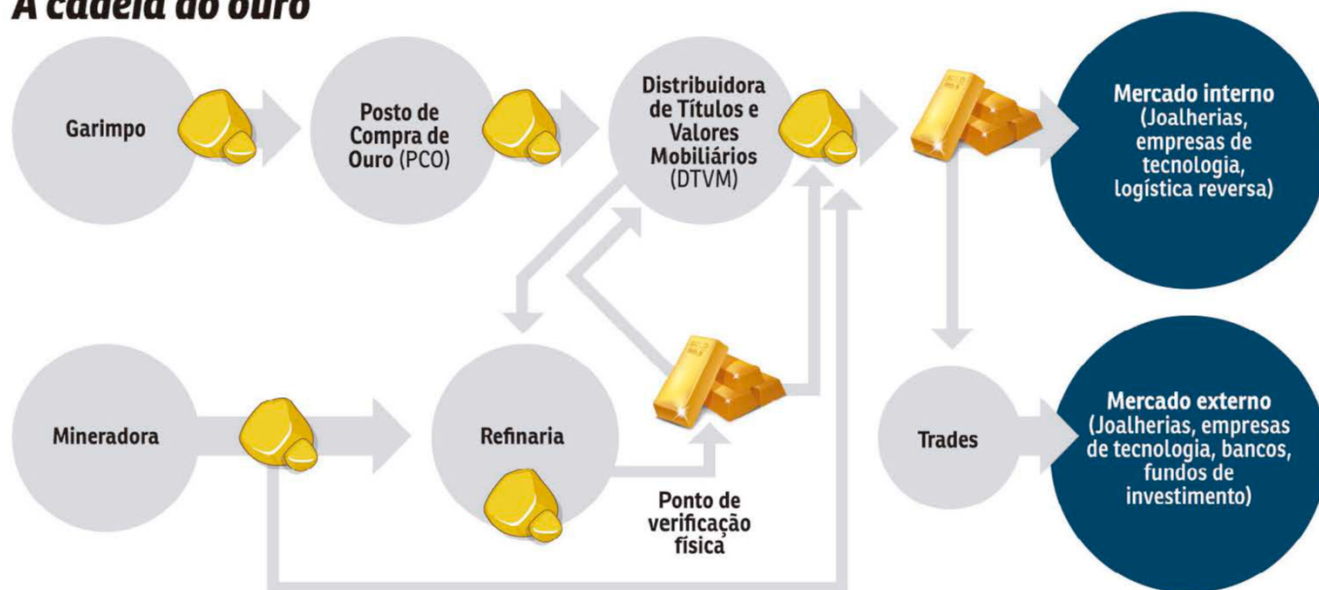 A cadeia do ouro
Garimpo
Posto de
Compra de
Ouro (PCO)
Distribuidora
de Títulos e
Valores
Mobiliários
(DTVM)
Mercado interno
(Joalherias,
empresas de
tecnologia,
logística reversa)
Mineradora
Refinaria
Ponto de
verificação
física
Trades
Mercado externo
(Joalherias, empresas
de tecnologia, bancos,
fundos de
investimento)